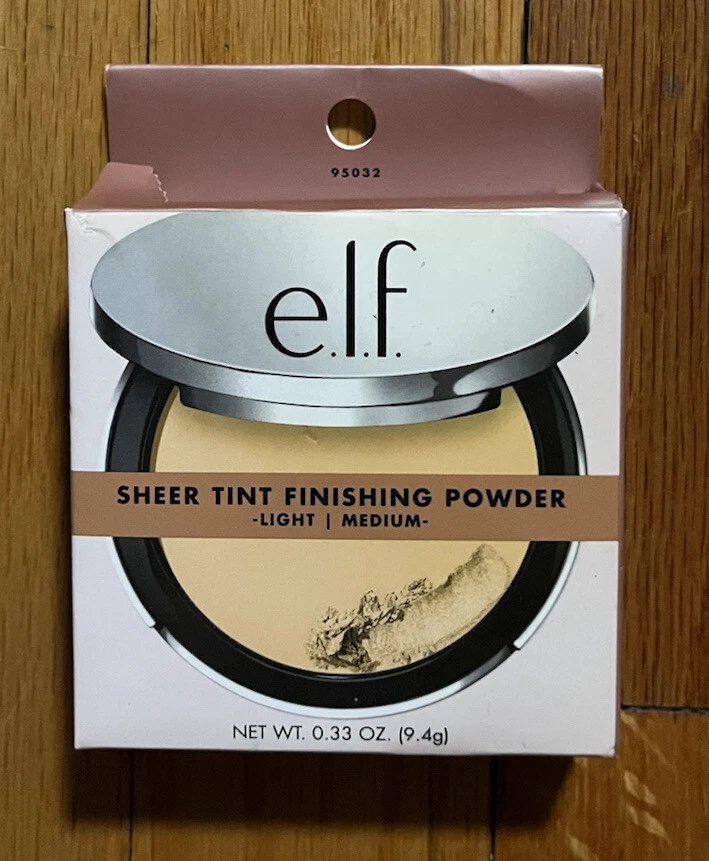 95032
e.l.f.
SHEER TINT FINISHING POWDER
-LIGHT | MEDIUM-
NET WT. 0.33 OZ. (9.4g)